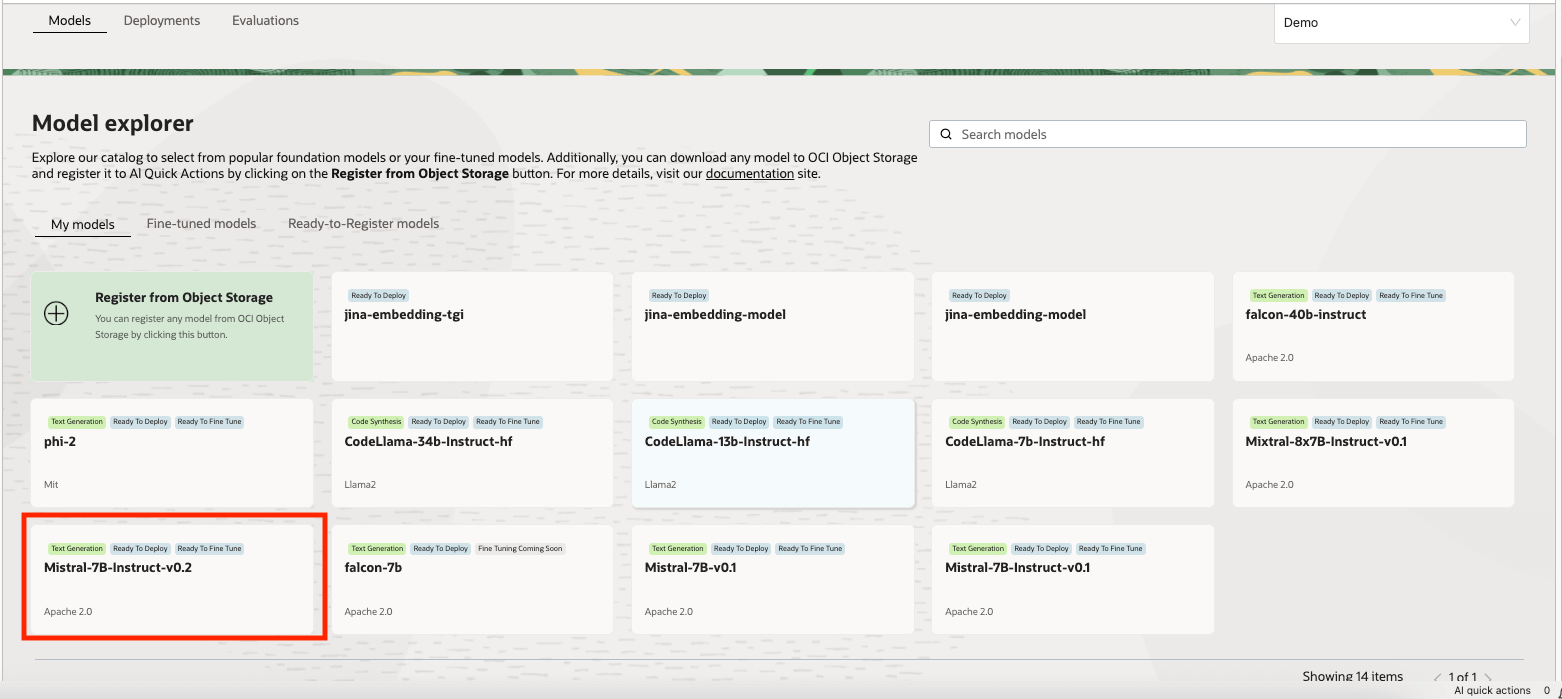 Models Deployments Evaluations
Demo
Model explorer
Search models
Explore our catalog to select from popular foundation models or your fine-tuned models. Additionally, you can download any model to OCI Object Storage
and register it to AI Quick Actions by clicking on the Register from Object Storage button. For more details, visit our documentation site.
My models Fine-tuned models Ready-to-Register models
Register from Object Storage
You can register any model from OCI Object
Storage by clicking this button.
Ready To Deploy
jina-embedding-tgi
Ready To Deploy
jina-embedding-model
Ready To Deploy
jina-embedding-model
Text Generation Ready To Deploy Ready To Fine Tune
falcon-40b-instruct
Apache 2.0
Text Generation Ready To Deploy Ready To Fine Tune
phi-2
Mit
Code Synthesis Ready To Deploy Ready To Fine Tune
CodeLlama-34b-Instruct-hf
Llama2
Code Synthesis Ready To Deploy Ready To Fine Tune
CodeLlama-13b-Instruct-hf
Llama2
Code Synthesis Ready To Deploy Ready To Fine Tune
CodeLlama-7b-Instruct-hf
Llama2
Text Generation Ready To Deploy Ready To Fine Tune
Mixtral-8x7B-Instruct-v0.1
Apache 2.0
Text Generation Ready To Deploy Ready To Fine Tune
Mistral-7B-Instruct-v0.2
Apache 2.0
Text Generation Ready To Deploy Fine Tuning Coming Soon
falcon-7b
Apache 2.0
Text Generation Ready To Deploy Ready To Fine Tune
Mistral-7B-v0.1
Apache 2.0
Text Generation Ready To Deploy Ready To Fine Tune
Mistral-7B-Instruct-v0.1
Apache 2.0
Showing 14 items 1 of 1
AI quick actions 0